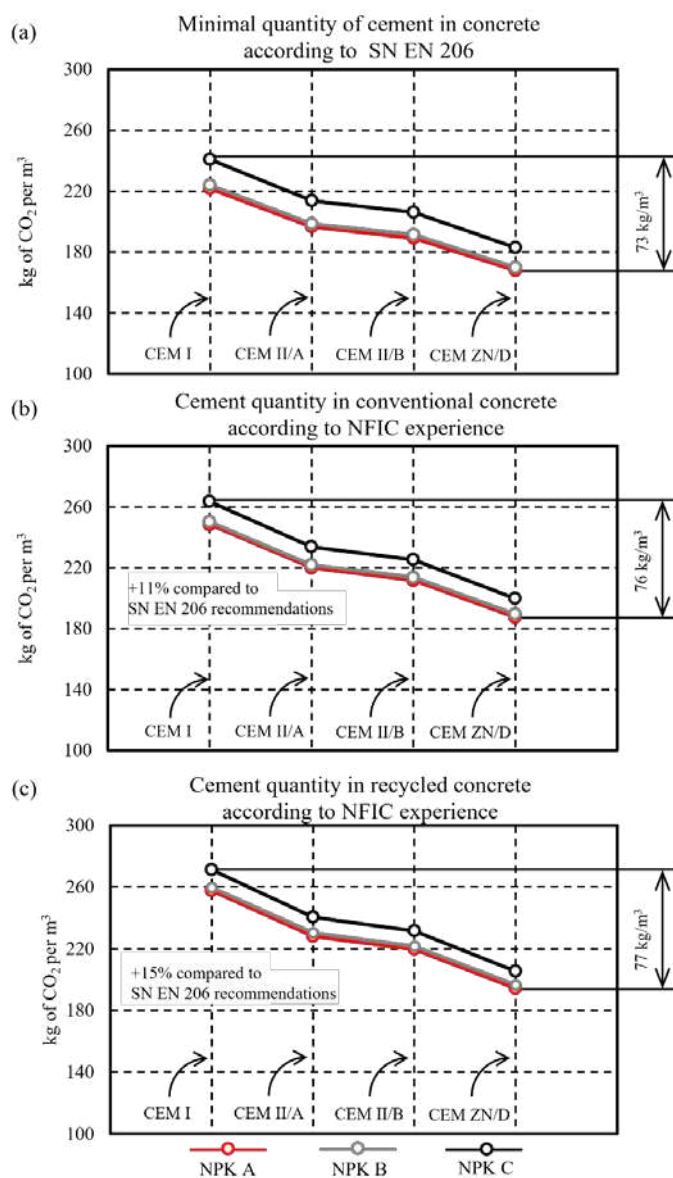 (a)
Minimal quantity of cement in concrete
according to SN EN 206
300
260
220
180
140
100
kg of CO₂ per m³
73 kg/m³
CEM I
CEM II/A
CEM II/B
CEM ZN/D
(b)
Cement quantity in conventional concrete
according to NFIC experience
300
260
220
180
140
100
kg of CO₂ per m³
76 kg/m³
+11% compared to
SN EN 206 recommendations
CEM I
CEM II/A
CEM II/B
CEM ZN/D
(c)
Cement quantity in recycled concrete
according to NFIC experience
300
260
220
180
140
100
kg of CO₂ per m³
77 kg/m³
+15% compared to
SN EN 206 recommendations
CEM I
CEM II/A
CEM II/B
CEM ZN/D
NPK A
NPK B
NPK C